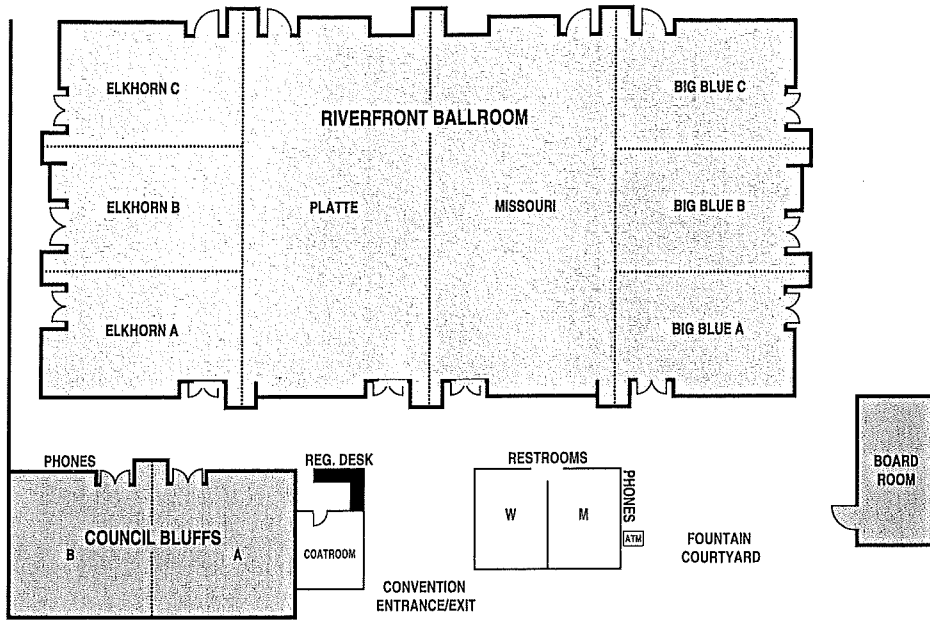 ELKHORN C
BIG BLUE C
RIVERFRONT BALLROOM
ELKHORN B
PLATTE
MISSOURI
BIG BLUE B
ELKHORN A
BIG BLUE A
PHONES
REG. DESK
RESTROOMS
PHONES
BOARD
ROOM
W
M
COUNCIL BLUFFS
B
A
COATROOM
ATM
FOUNTAIN
COURTYARD
CONVENTION
ENTRANCE/EXIT